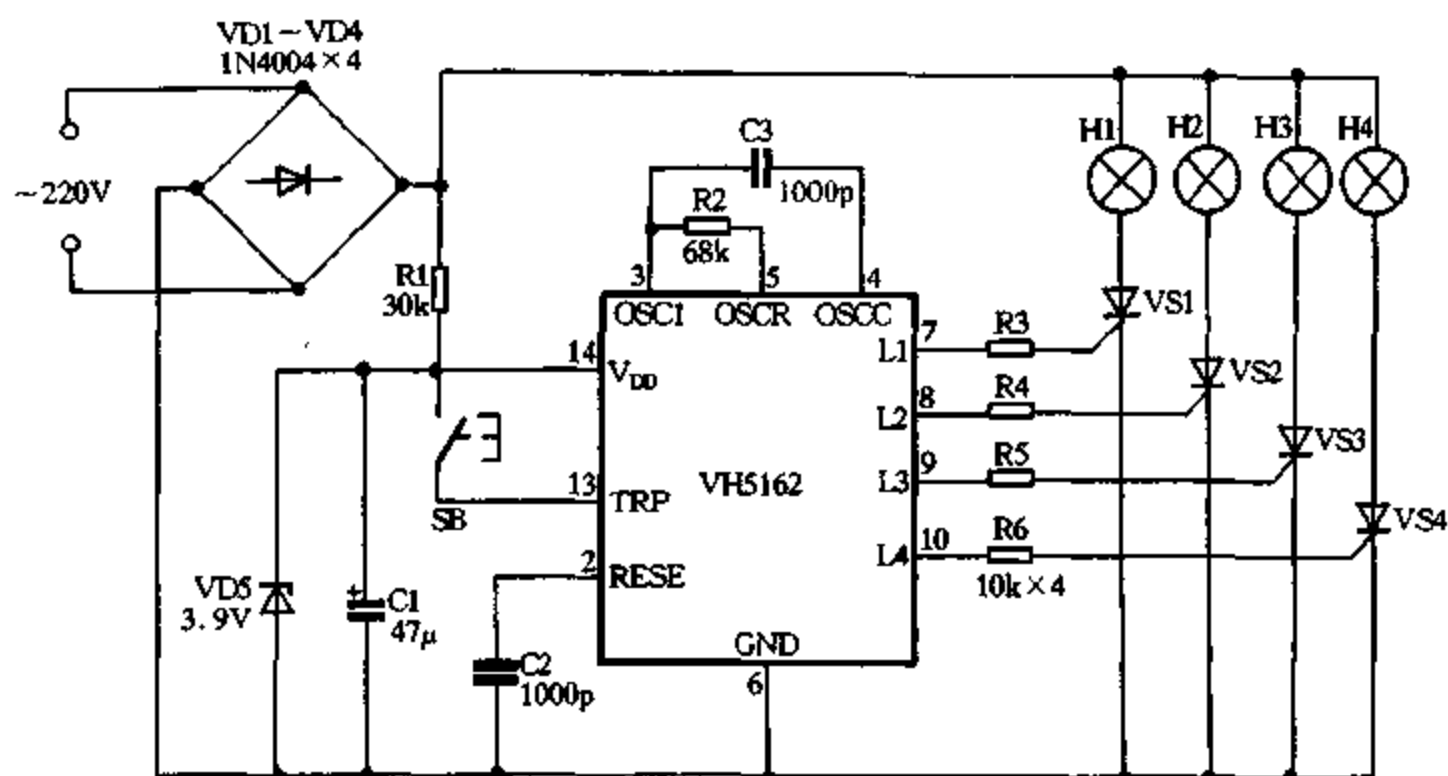 VD1~VD4
1N4004×4
~220V
R1
30k
C3
1000p
R2
68k
H1
H2
H3
H4
3
5
4
OSC1
OSCR
OSCC
14
V_DD
13
TRP
SB
2
RESE
VH5162
GND
6
VD5
3.9V
C1
+
47μ
C2
1000p
L1
7
R3
VS1
L2
8
R4
VS2
L3
9
R5
VS3
L4
10
R6
10k×4
VS4